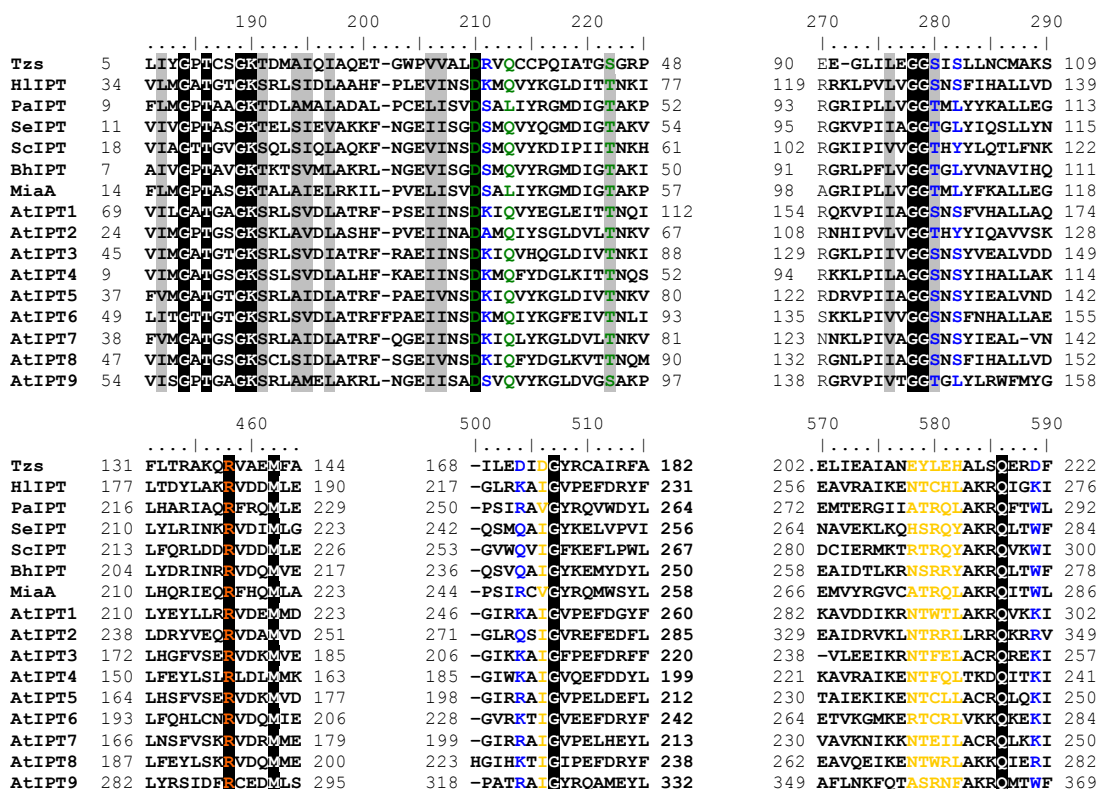 190 200 210 220 270 280 290
Tzs 5 LIYGPTCSGKTDMAIQIAQET-GWPVVALDRVQCCPQIATGSGRP 48 90 EE-GLILEGGSISLLNCMAKS 109
HlIPT 34 VLMGATGTGKSRLSIDLAAHF-PLEVINSDKMQVYKGLDITTNKI 77 119 RRKLPVLVGGSNSFIHALLVD 139
PaIPT 9 FLMGPTAAGKTDLAMALADAL-PCELISVDSALIYRGMDIGTAKP 52 93 GRIPLLVGGTMLYYKALLEG 113
SeIPT 11 VIVGPTASGKTELSIEVAKKF-NGEIISGDSMQVYQGMDIGTAKV 54 95 RGKVPIIAGGTGLYIQSLLYN 115
ScIPT 18 VIAGTTGVGKSQLSIQLAQKF-NGEVINSDSMQVYKDIPIITNKH 61 102 RGKIPIVVGGTHYYLQTLFNK 122
BhIPT 7 AIVGPTAVGKTKTSVMLAKRL-NGEVISGDSMQVYRGMDIGTAKI 50 91 GRLPFLVGGTGLYVNAVIHQ 111
MiaA 14 FLMGPTASGKTALAIELRKIL-PVELISVDSALIYKGMDIGTAKP 57 98 AGRIPLLVGGTMLYFKALLEG 118
AtIPT1 69 VILGATGAGKSRLSVDLATRF-PSEIINSDKIQVYEGLEITTNQI 112 154 RQKVPIIAGGSNSFVHALLAQ 174
AtIPT2 24 VIMGPTGSGKSKLAVDLASHF-PVEIINADAMQIYSGLDVLTNKV 67 108 RNHIPVLVGGTHYYIQAVVSK 128
AtIPT3 45 VIMGPTGTGKSRLSVDIATRF-RAEIINSDKIQVHQGLDIVTNKI 88 129 RKKLPIIVGGSNSYVEALVDD 149
AtIPT4 9 VIMGATGSGKSSLSVDLALHF-KAEIINSDKMQFYDGLKITTNQS 52 94 RKKLPILAGGSNSYIHALLAK 114
AtIPT5 37 FVMGATGTGKSRLAIDLATRF-PAEIVNSDKIQVYKGLDIVTNKV 80 122 RDRVPIIAGGSNSYIEALVND 142
AtIPT6 49 LITGTTGTGKSRLSVDLATRFFPAEIINSDKMQIYKGFEIVTNLI 93 135 SKKLPIVVGGSNSFNHALLAE 155
AtIPT7 38 FVMGATGSGKSRLAIDLATRF-QGEIINSDKIQLYKGLDVLTNKV 81 123 NNKLPIVAGGSNSYIEAL-VN 142
AtIPT8 47 VIMGATGSGKSCLSIDLATRF-SGEIVNSDKIQFYDGLKVTTNQM 90 132 RGNLPIIAGGSNSFIHALLVD 152
AtIPT9 54 VISGPTGAGKSRLAMELAKRL-NGEIISADSVQVYKGLDVGSAKP 97 138 RGRVPIVTGGTGLYLRWFMYG 158
460 500 510 570 580 590
Tzs 131 FLTRAKQRVAEMFA 144 168 -ILEDIDGYRCAIRFA 182 202 .ELIEAIANEYLEHALSQERDF 222
HlIPT 177 LTDYLAKRVDDMLE 190 217 -GLRKAIGVPEFDRYF 231 256 EAVRAIKENTCHLAKRQIGKI 276
PaIPT 216 LHARIAQRFRQMLE 229 250 -PSIRAVGYRQVWDYL 264 272 EMTERGIIATRQLAKRQFTWL 292
SeIPT 210 YLRINKRVDIMLG 223 242 -QSMQAIGYKELVPVI 256 264 NAVEKLKQHSRQYAKRQLTWF 284
ScIPT 213 LFQRLDDRVDDMLE 226 253 -GVWQVIGFKEFLPWL 267 280 DCIERMKTRTRQYAKRQVKWI 300
BhIPT 204 LYDRINRRVDQMVE 217 236 -QSVQAIGYKEMYDYL 250 258 EAIDTLKRNSRRYAKRQLTWF 278
MiaA 210 LHQRIEQRFHQMLA 223 244 -PSIRCVGYRQMWSYL 258 266 EMVYRGVCATRQLAKRQITWL 286
AtIPT1 210 LYEYLLRRVDEMMD 223 246 -GIRKAIGVPEFDGYF 260 282 KAVDDIKKNTWTLAKRQVKKI 302
AtIPT2 238 LDRYVEQRVDAMVD 251 271 -GLRQSIGVREFEDFL 285 329 EAIDRVKLNTRRLLRRQKRRV 349
AtIPT3 172 LHGFVSERVDKMVE 185 206 -GIKKAIGFPEFDRFF 220 238 -VLEEIKRNTFELACRQREKI 257
AtIPT4 150 LFEYLSLRLDLMMK 163 185 -GIWKAIGVQEFDDYL 199 221 KAVRAIKENTFQLTKDQITKI 241
AtIPT5 164 LHSFVSERVDKMVD 177 198 -GIRRAIGVPELDEFL 212 230 TAIEKIKENTCLLACRQLQKI 250
AtIPT6 193 LFQHLCNRVDQMIE 206 228 -GVRKTIGVEEFDRYF 242 264 ETVKGMKERTCRLVKKQKEKI 284
AtIPT7 166 LNSFVSKRVDRMME 199 199 -GIRRAIGVPELHEYL 213 230 VAVKNIKKNTEILACRQLKKI 250
AtIPT8 187 LFEYLSKRVDQMME 200 223 HGIHKTIGIPEFDRYF 238 262 EAVQEIKENTWRLAKKQIERI 282
AtIPT9 282 LYRSIDFRCEDMLS 295 318 -PATRAIGYRQAMEYL 332 349 AFLNKFQTASRNFAKRQMTWF 369